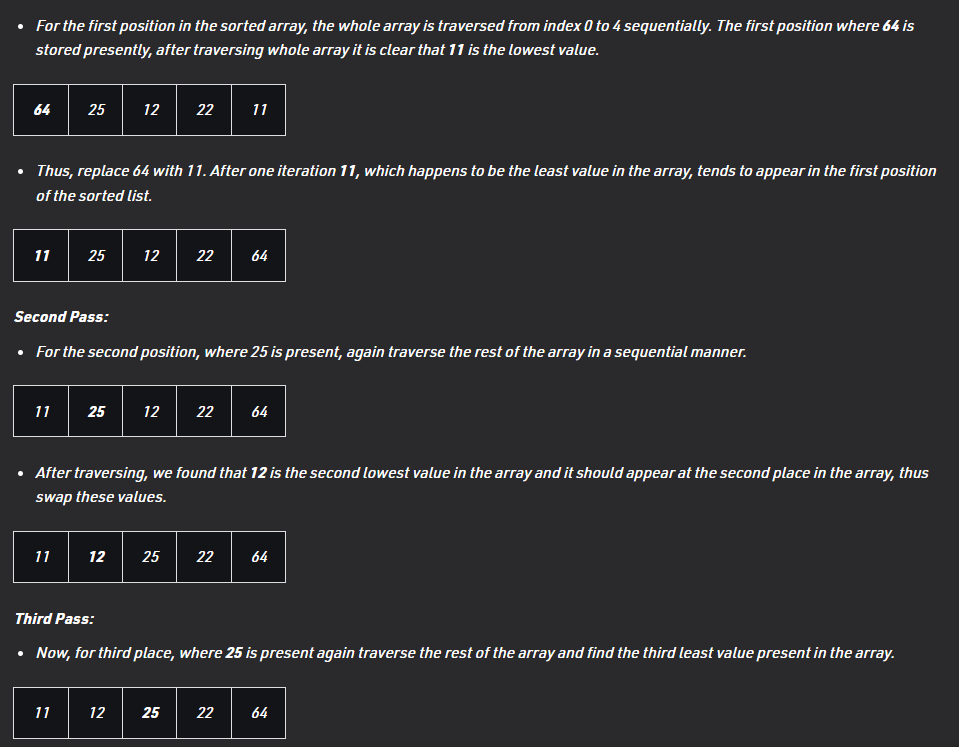 • For the first position in the sorted array, the whole array is traversed from index 0 to 4 sequentially. The first position where 64 is
stored presently, after traversing whole array it is clear that 11 is the lowest value.
64 25 12 22 11
• Thus, replace 64 with 11. After one iteration 11, which happens to be the least value in the array, tends to appear in the first position
of the sorted list.
11 25 12 22 64
Second Pass:
• For the second position, where 25 is present, again traverse the rest of the array in a sequential manner.
11 25 12 22 64
• After traversing, we found that 12 is the second lowest value in the array and it should appear at the second place in the array, thus
swap these values.
11 12 25 22 64
Third Pass:
• Now, for third place, where 25 is present again traverse the rest of the array and find the third least value present in the array.
11 12 25 22 64